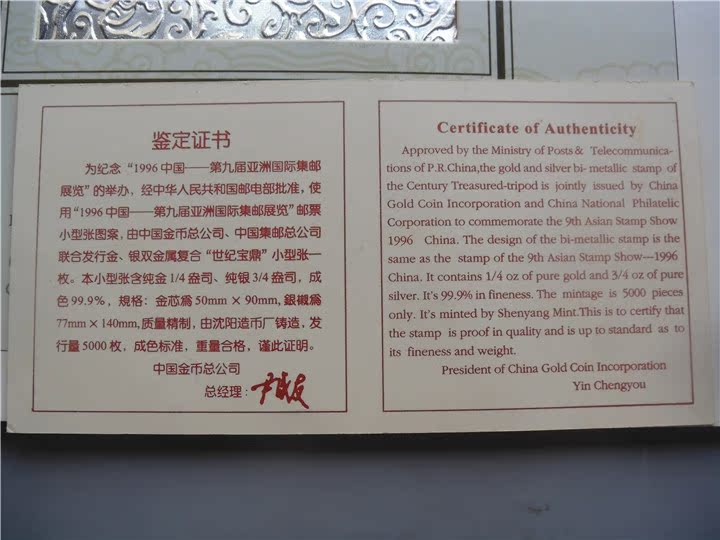 鉴定证书
为纪念“1996中国——第九届亚洲国际集邮
展览”的举办，经中华人民共和国邮电部批准，使
用“1996中国——第九届亚洲国际集邮展览”邮票
小型张图案，由中国金币总公司、中国集邮总公司
联合发行金、银双金属复合“世纪宝鼎”小型张一
枚。本小型张含纯金1/4盎司、纯银3/4盎司，成
色99.9%，规格：金芯爲50mm×90mm,銀襯爲
77mm×140mm,质量精制，由沈阳造币厂铸造，发
行量5000枚，成色标准，重量合格，谨此证明。
中国金币总公司
总经理：
Certificate of Authenticity
Approved by the Ministry of Posts & Telecommunica-
tions of P.R.China,the gold and silver bi- metallic stamp of
the Century Treasured-tripod is jointly issued by China
Gold Coin Incorporation and China National Philatelic
Corporation to commemorate the 9th Asian Stamp Show
1996 China. The design of the bi-metallic stamp is the
same as the stamp of the 9th Asian Stamp Show—1996
China. It contains 1/4 oz of pure gold and 3/4 oz of pure
silver. It's 99.9% in fineness. The mintage is 5000 pieces
only. It's minted by Shenyang Mint.This is to certify that
the stamp is proof in quality and is up to standard as to
its fineness and weight.
President of China Gold Coin Incorporation
Yin Chengyou